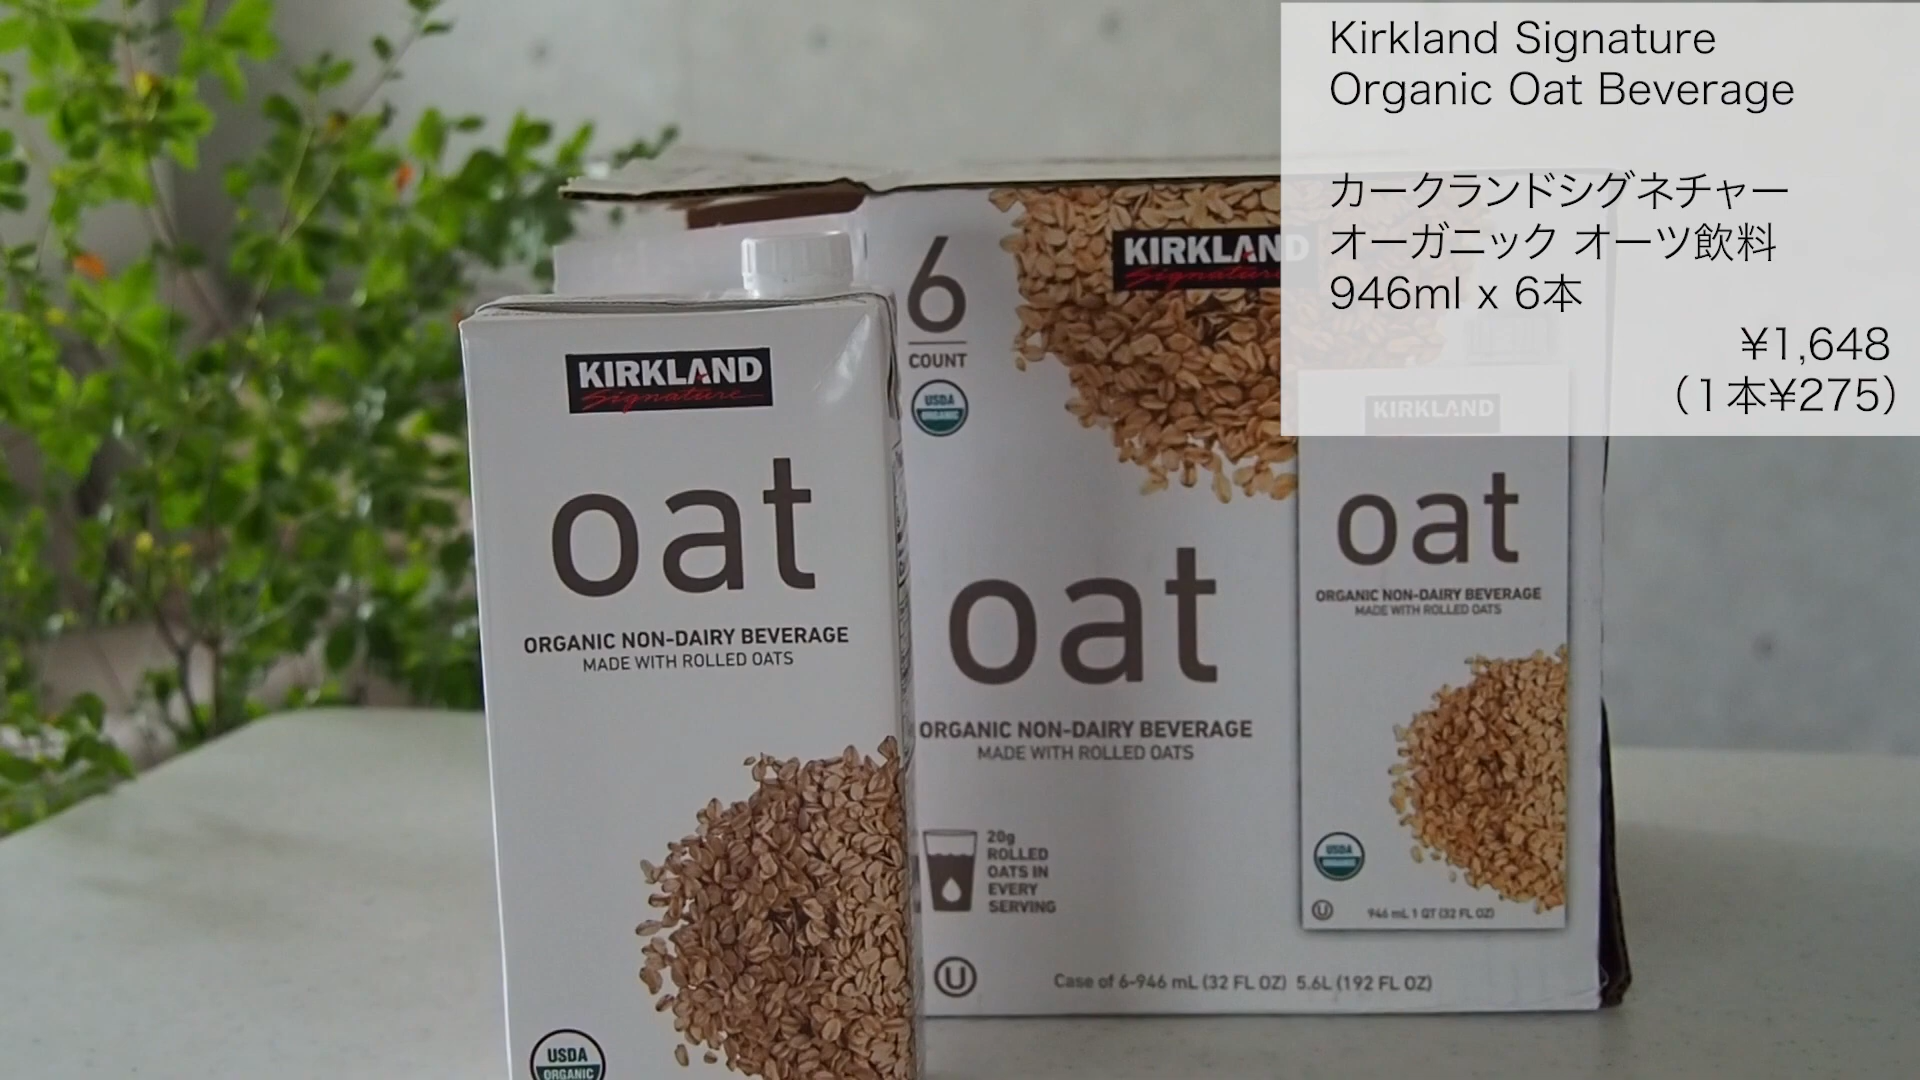 Kirkland Signature
Organic Oat Beverage
カークランドシグネチャー
オーガニック オーツ飲料
946ml x 6本
¥1,648
（1本¥275）
KIRKLAND
Signature
oat
ORGANIC NON-DAIRY BEVERAGE
MADE WITH ROLLED OATS
USDA
ORGANIC
6
COUNT
USDA
ORGANIC
KIRKLAND
Signature
oat
ORGANIC NON-DAIRY BEVERAGE
MADE WITH ROLLED OATS
20g
ROLLED
OATS IN
EVERY
SERVING
U
Case of 6-946 mL (32 FL OZ) 5.6L (192 FL OZ)
KIRKLAND
oat
ORGANIC NON-DAIRY BEVERAGE
MADE WITH ROLLED OATS
USDA
ORGANIC
U
946 mL 1 QT (32 FL OZ)